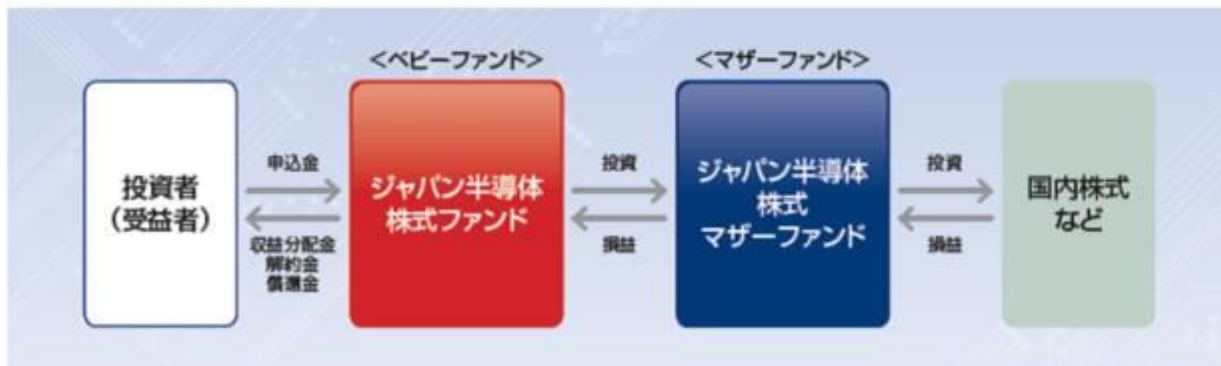 <ベビーファンド>
<マザーファンド>
投資者
(受益者)
申込金
収益分配金
解約金
償還金
ジャパン半導体
株式ファンド
投資
損益
ジャパン半導体
株式
マザーファンド
投資
損益
国内株式
など